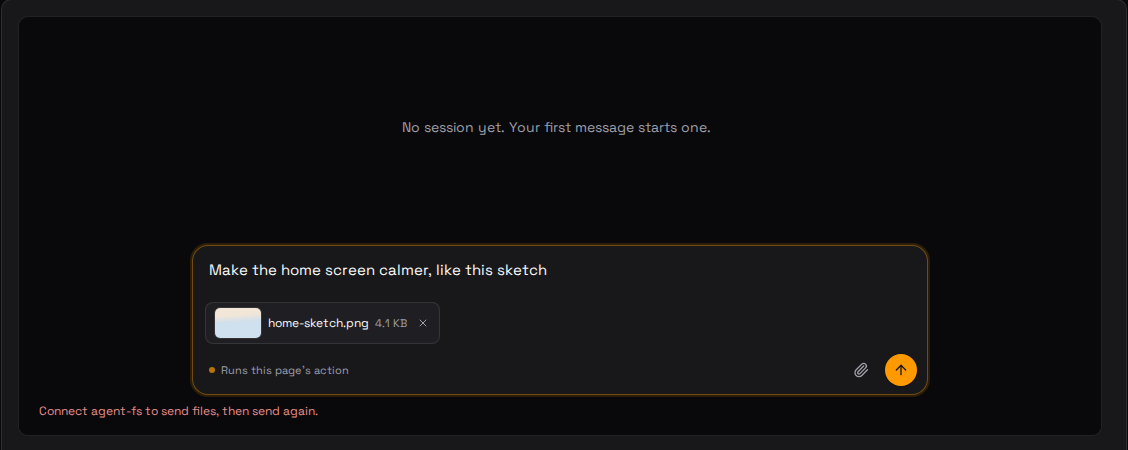 No session yet. Your first message starts one.
Make the home screen calmer, like this sketch
home-sketch.png 4.1 KB
Runs this page's action
Connect agent-fs to send files, then send again.